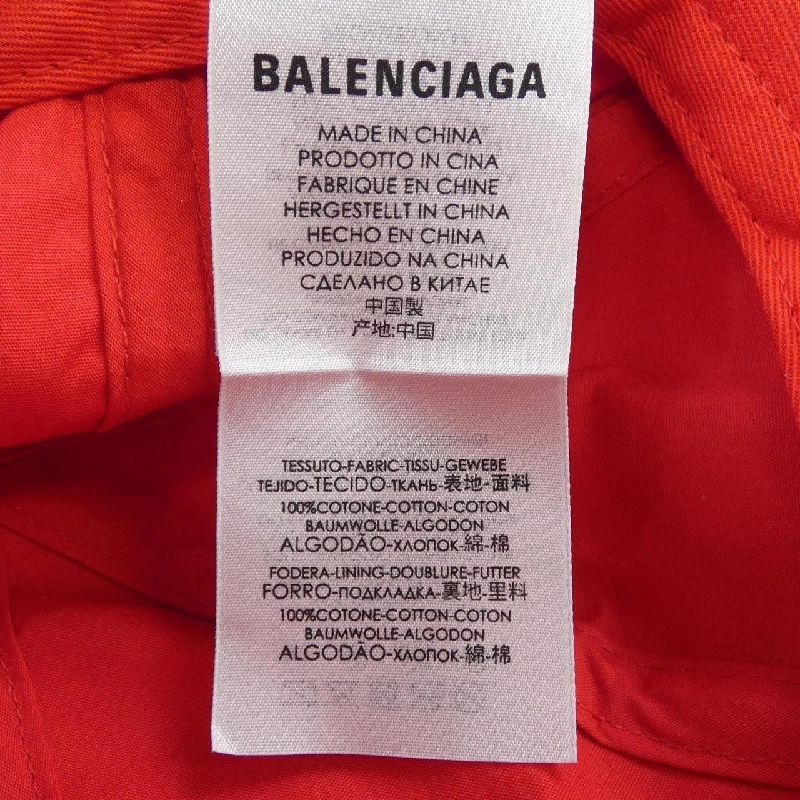 BALENCIAGA
MADE IN CHINA
PRODOTTO IN CINA
FABRIQUE EN CHINE
HERGESTELLT IN CHINA
HECHO EN CHINA
PRODUZIDO NA CHINA
СДЕЛАНО В КИТАЕ
中国製
产地:中国
TESSUTO-FABRIC-TISSU-GEWEBE
TEJIDO-TECIDO-ТКАНЬ-表地-面料
100%COTONE-COTTON-COTON
BAUMWOLLE-ALGODON
ALGODÃO-ХЛОПОК-綿-棉
FODERA-LINING-DOUBLURE-FUTTER
FORRO-ПОДКЛАДКА-裏地-里料
100%COTONE-COTTON-COTON
BAUMWOLLE-ALGODON
ALGODÃO-ХЛОПОК-綿-棉